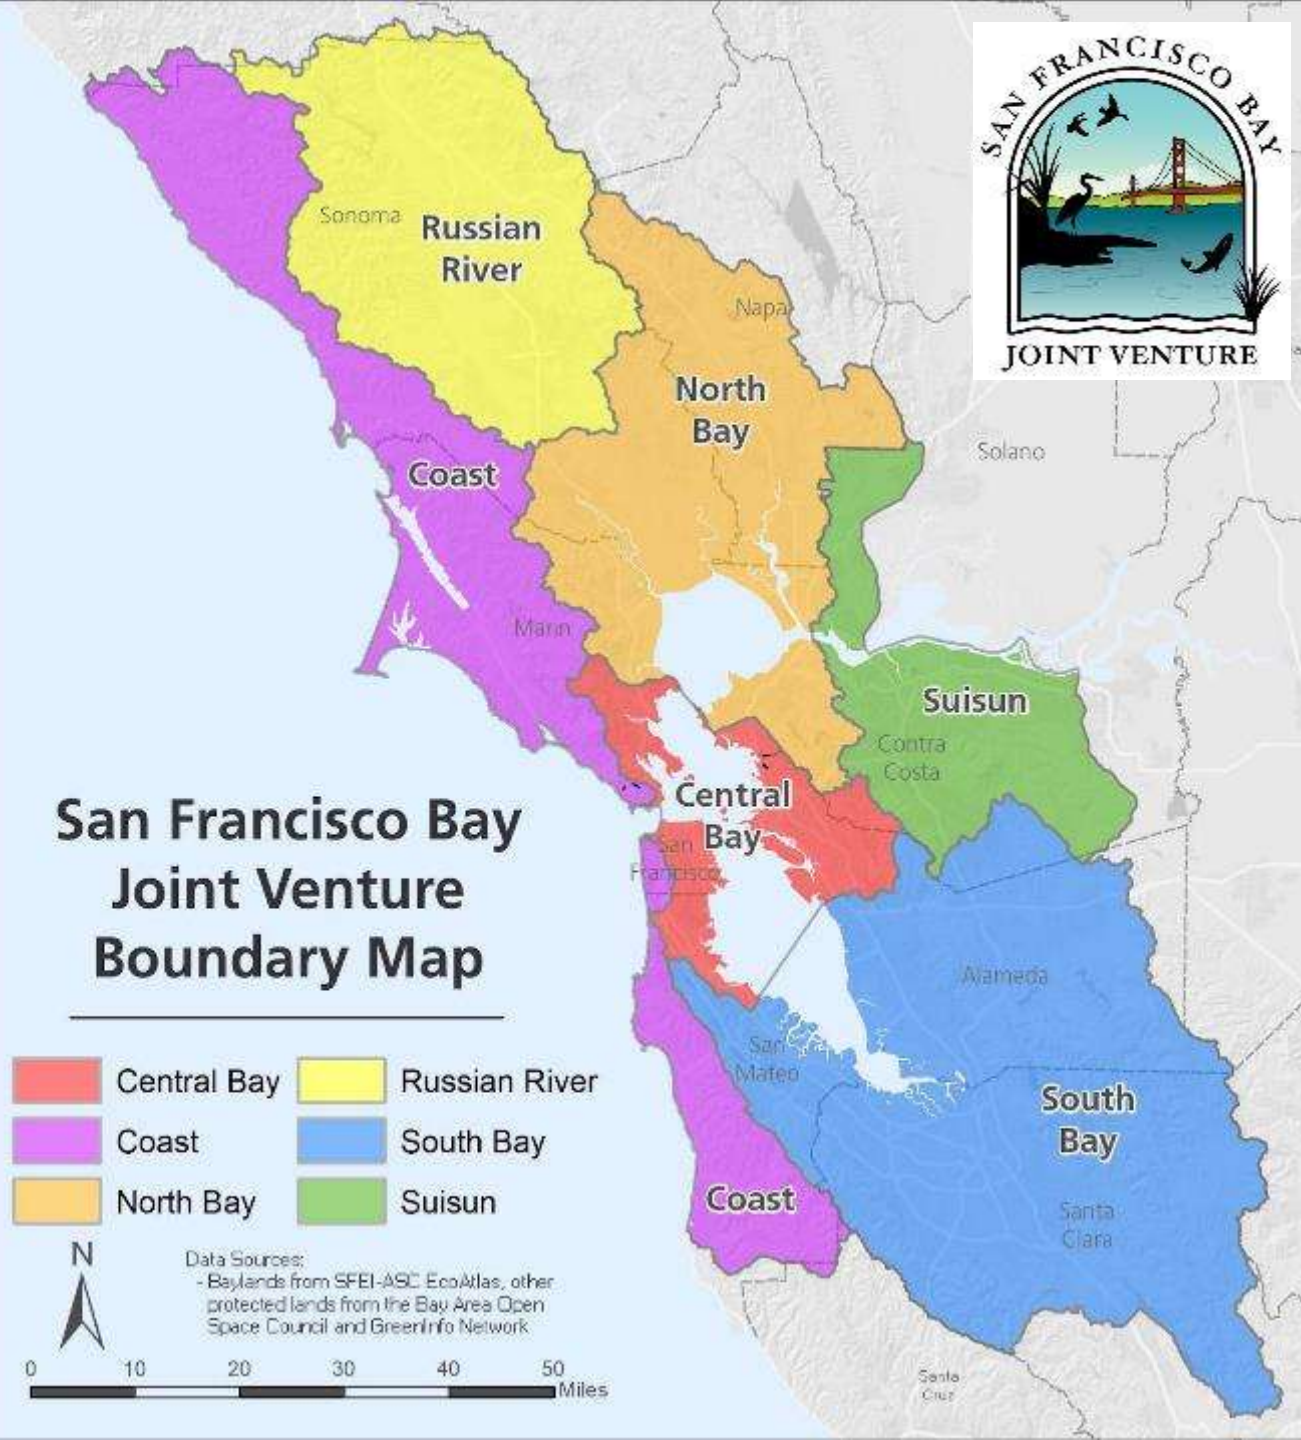 SAN FRANCISCO BAY
JOINT VENTURE
Sonoma
Russian
River
Napa
North
Bay
Solano
Coast
Marin
Suisun
Contra
Costa
Central
Bay
San
Francisco
San Francisco Bay
Joint Venture
Boundary Map
Alameda
San
Mateo
South
Bay
Coast
Santa
Clara
Santa
Cruz
Central Bay
Russian River
Coast
South Bay
North Bay
Suisun
N
Data Sources:
- Baylands from SFEI-ASC EcoAtlas, other
protected lands from the Bay Area Open
Space Council and GreenInfo Network
0 10 20 30 40 50
Miles